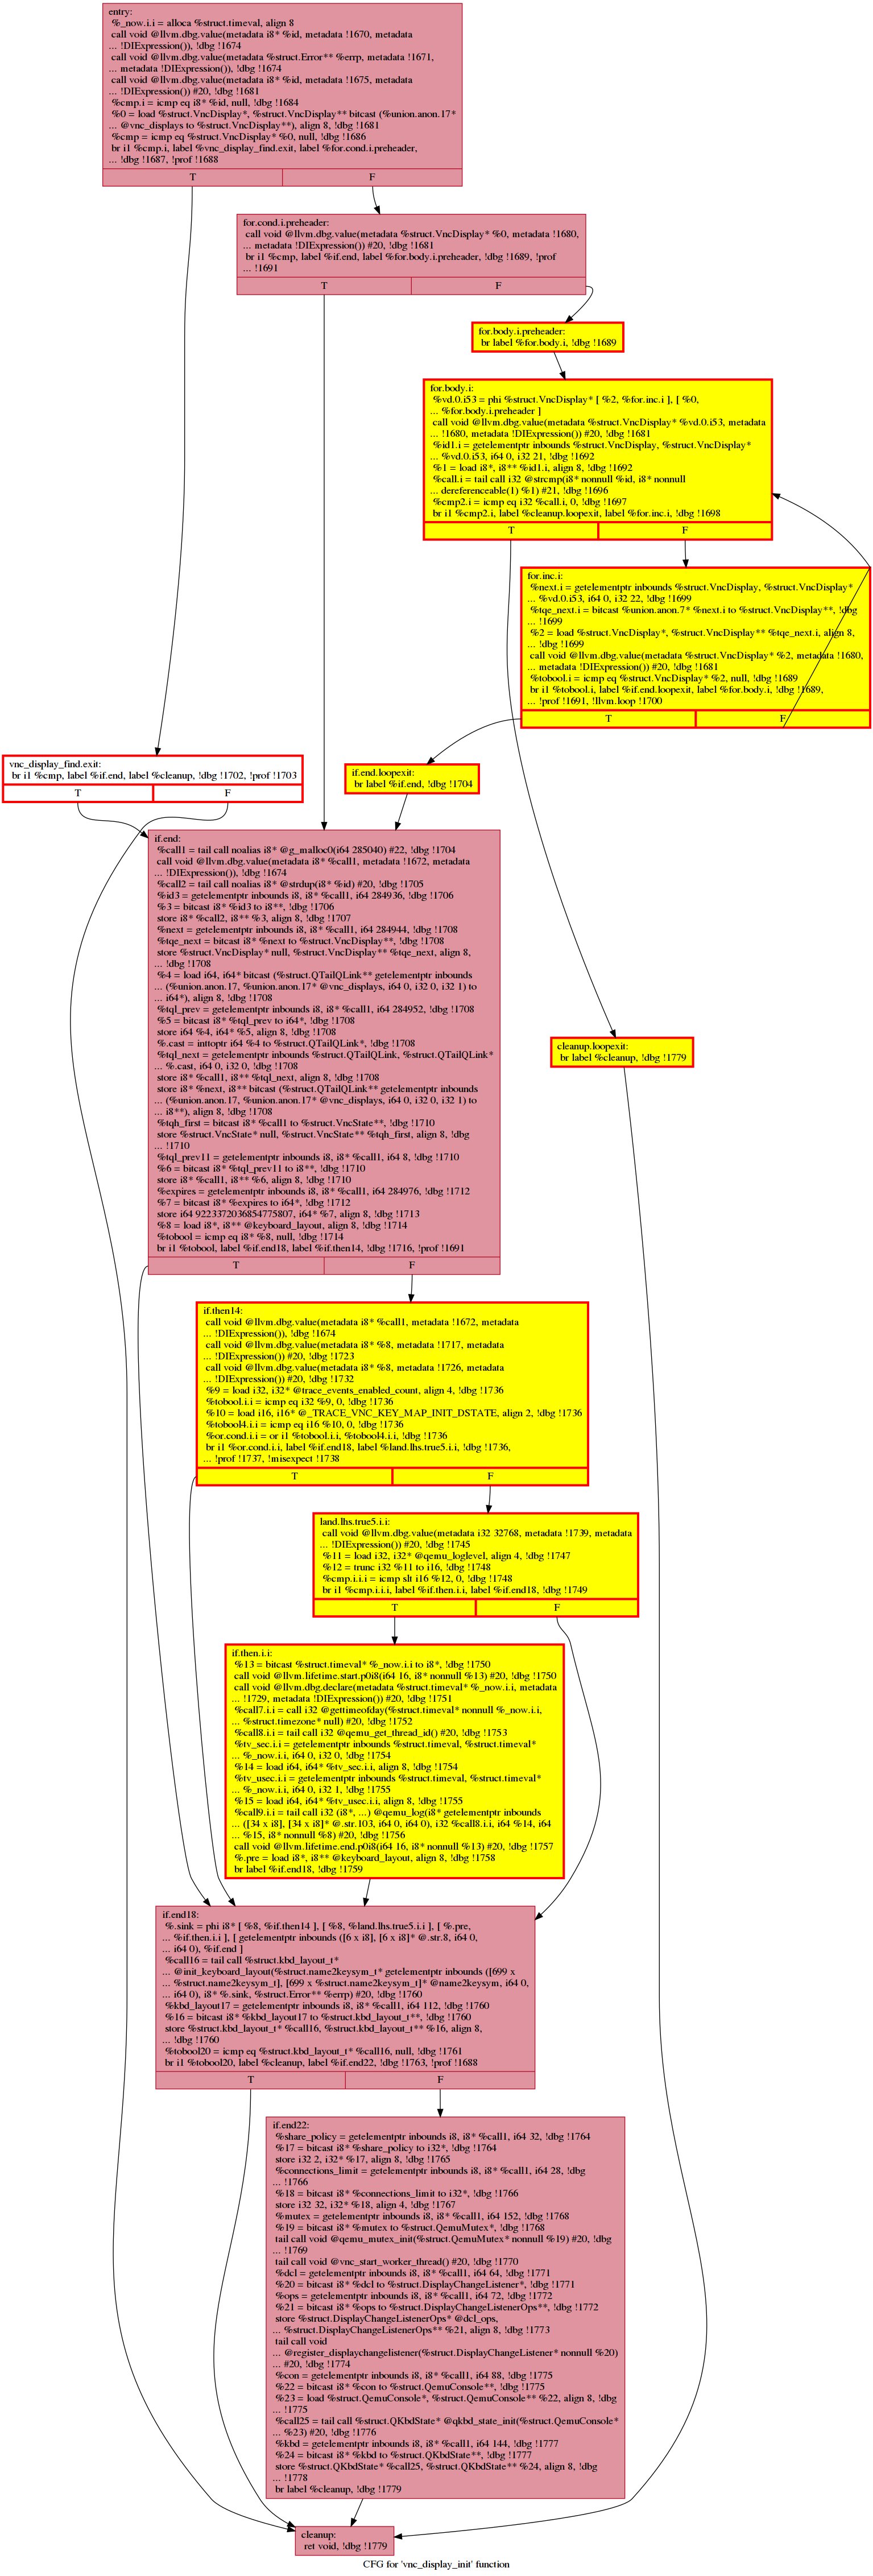 entry:
%_now.i.i = alloca %struct.timeval, align 8
call void @llvm.dbg.value(metadata i8* %id, metadata !1670, metadata
... !DIExpression()), !dbg !1674
call void @llvm.dbg.value(metadata %struct.Error** %errp, metadata !1671,
... metadata !DIExpression()), !dbg !1674
call void @llvm.dbg.value(metadata i8* %id, metadata !1675, metadata
... !DIExpression()) #20, !dbg !1681
%cmp.i = icmp eq i8* %id, null, !dbg !1684
%0 = load %struct.VncDisplay*, %struct.VncDisplay** bitcast (%union.anon.17*
... @vnc_displays to %struct.VncDisplay**), align 8, !dbg !1681
%cmp = icmp eq %struct.VncDisplay* %0, null, !dbg !1686
br i1 %cmp.i, label %vnc_display_find.exit, label %for.cond.i.preheader,
... !dbg !1687, !prof !1688
T F
for.cond.i.preheader:
call void @llvm.dbg.value(metadata %struct.VncDisplay* %0, metadata !1680,
... metadata !DIExpression()) #20, !dbg !1681
br i1 %cmp, label %if.end, label %for.body.i.preheader, !dbg !1689, !prof
... !1691
T F
for.body.i.preheader:
br label %for.body.i, !dbg !1689
for.body.i:
%vd.0.i53 = phi %struct.VncDisplay* [ %2, %for.inc.i ], [ %0,
... %for.body.i.preheader ]
call void @llvm.dbg.value(metadata %struct.VncDisplay* %vd.0.i53, metadata
... !1680, metadata !DIExpression()) #20, !dbg !1681
%id1.i = getelementptr inbounds %struct.VncDisplay, %struct.VncDisplay*
... %vd.0.i53, i64 0, i32 21, !dbg !1692
%1 = load i8*, i8** %id1.i, align 8, !dbg !1692
%call.i = tail call i32 @strcmp(i8* nonnull %id, i8* nonnull
... dereferenceable(1) %1) #21, !dbg !1696
%cmp2.i = icmp eq i32 %call.i, 0, !dbg !1697
br i1 %cmp2.i, label %cleanup.loopexit, label %for.inc.i, !dbg !1698
T F
for.inc.i:
%next.i = getelementptr inbounds %struct.VncDisplay, %struct.VncDisplay*
... %vd.0.i53, i64 0, i32 22, !dbg !1699
%tqe_next.i = bitcast %union.anon.7* %next.i to %struct.VncDisplay**, !dbg
... !1699
%2 = load %struct.VncDisplay*, %struct.VncDisplay** %tqe_next.i, align 8,
... !dbg !1699
call void @llvm.dbg.value(metadata %struct.VncDisplay* %2, metadata !1680,
... metadata !DIExpression()) #20, !dbg !1681
%tobool.i = icmp eq %struct.VncDisplay* %2, null, !dbg !1689
br i1 %tobool.i, label %if.end.loopexit, label %for.body.i, !dbg !1689,
... !prof !1691, !llvm.loop !1700
T F
vnc_display_find.exit:
br i1 %cmp, label %if.end, label %cleanup, !dbg !1702, !prof !1703
T F
if.end.loopexit:
br label %if.end, !dbg !1704
if.end:
%call1 = tail call noalias i8* @g_malloc0(i64 285040) #22, !dbg !1704
call void @llvm.dbg.value(metadata i8* %call1, metadata !1672, metadata
... !DIExpression()), !dbg !1674
%call2 = tail call noalias i8* @strdup(i8* %id) #20, !dbg !1705
%id3 = getelementptr inbounds i8, i8* %call1, i64 284936, !dbg !1706
%3 = bitcast i8* %id3 to i8**, !dbg !1706
store i8* %call2, i8** %3, align 8, !dbg !1707
%next = getelementptr inbounds i8, i8* %call1, i64 284944, !dbg !1708
%tqe_next = bitcast i8* %next to %struct.VncDisplay**, !dbg !1708
store %struct.VncDisplay* null, %struct.VncDisplay** %tqe_next, align 8,
... !dbg !1708
%4 = load i64, i64* bitcast (%struct.QTailQLink** getelementptr inbounds
... (%union.anon.17, %union.anon.17* @vnc_displays, i64 0, i32 0, i32 1) to
... i64*), align 8, !dbg !1708
%tql_prev = getelementptr inbounds i8, i8* %call1, i64 284952, !dbg !1708
%5 = bitcast i8* %tql_prev to i64*, !dbg !1708
store i64 %4, i64* %5, align 8, !dbg !1708
%.cast = inttoptr i64 %4 to %struct.QTailQLink*, !dbg !1708
%tql_next = getelementptr inbounds %struct.QTailQLink, %struct.QTailQLink*
... %.cast, i64 0, i32 0, !dbg !1708
store i8* %call1, i8** %tql_next, align 8, !dbg !1708
store i8* %next, i8** bitcast (%struct.QTailQLink** getelementptr inbounds
... (%union.anon.17, %union.anon.17* @vnc_displays, i64 0, i32 0, i32 1) to
... i8**), align 8, !dbg !1708
%tqh_first = bitcast i8* %call1 to %struct.VncState**, !dbg !1710
store %struct.VncState* null, %struct.VncState** %tqh_first, align 8, !dbg
... !1710
%tql_prev11 = getelementptr inbounds i8, i8* %call1, i64 8, !dbg !1710
%6 = bitcast i8* %tql_prev11 to i8**, !dbg !1710
store i8* %call1, i8** %6, align 8, !dbg !1710
%expires = getelementptr inbounds i8, i8* %call1, i64 284976, !dbg !1712
%7 = bitcast i8* %expires to i64*, !dbg !1712
store i64 9223372036854775807, i64* %7, align 8, !dbg !1713
%8 = load i8*, i8** @keyboard_layout, align 8, !dbg !1714
%tobool = icmp eq i8* %8, null, !dbg !1714
br i1 %tobool, label %if.end18, label %if.then14, !dbg !1716, !prof !1691
T F
cleanup.loopexit:
br label %cleanup, !dbg !1779
if.then14:
call void @llvm.dbg.value(metadata i8* %call1, metadata !1672, metadata
... !DIExpression()), !dbg !1674
call void @llvm.dbg.value(metadata i8* %8, metadata !1717, metadata
... !DIExpression()) #20, !dbg !1723
call void @llvm.dbg.value(metadata i8* %8, metadata !1726, metadata
... !DIExpression()) #20, !dbg !1732
%9 = load i32, i32* @trace_events_enabled_count, align 4, !dbg !1736
%tobool.i.i = icmp eq i32 %9, 0, !dbg !1736
%10 = load i16, i16* @_TRACE_VNC_KEY_MAP_INIT_DSTATE, align 2, !dbg !1736
%tobool4.i.i = icmp eq i16 %10, 0, !dbg !1736
%or.cond.i.i = or i1 %tobool.i.i, %tobool4.i.i, !dbg !1736
br i1 %or.cond.i.i, label %if.end18, label %land.lhs.true5.i.i, !dbg !1736,
... !prof !1737, !misexpect !1738
T F
land.lhs.true5.i.i:
call void @llvm.dbg.value(metadata i32 32768, metadata !1739, metadata
... !DIExpression()) #20, !dbg !1745
%11 = load i32, i32* @qemu_loglevel, align 4, !dbg !1747
%12 = trunc i32 %11 to i16, !dbg !1748
%cmp.i.i.i = icmp slt i16 %12, 0, !dbg !1748
br i1 %cmp.i.i.i, label %if.then.i.i, label %if.end18, !dbg !1749
T F
if.then.i.i:
%13 = bitcast %struct.timeval* %_now.i.i to i8*, !dbg !1750
call void @llvm.lifetime.start.p0i8(i64 16, i8* nonnull %13) #20, !dbg !1750
call void @llvm.dbg.declare(metadata %struct.timeval* %_now.i.i, metadata
... !1729, metadata !DIExpression()) #20, !dbg !1751
%call7.i.i = call i32 @gettimeofday(%struct.timeval* nonnull %_now.i.i,
... %struct.timezone* null) #20, !dbg !1752
%call8.i.i = tail call i32 @qemu_get_thread_id() #20, !dbg !1753
%tv_sec.i.i = getelementptr inbounds %struct.timeval, %struct.timeval*
... %_now.i.i, i64 0, i32 0, !dbg !1754
%14 = load i64, i64* %tv_sec.i.i, align 8, !dbg !1754
%tv_usec.i.i = getelementptr inbounds %struct.timeval, %struct.timeval*
... %_now.i.i, i64 0, i32 1, !dbg !1755
%15 = load i64, i64* %tv_usec.i.i, align 8, !dbg !1755
%call9.i.i = tail call i32 (i8*, ...) @qemu_log(i8* getelementptr inbounds
... ([34 x i8], [34 x i8]* @.str.103, i64 0, i64 0), i32 %call8.i.i, i64 %14, i64
... %15, i8* nonnull %8) #20, !dbg !1756
call void @llvm.lifetime.end.p0i8(i64 16, i8* nonnull %13) #20, !dbg !1757
%.pre = load i8*, i8** @keyboard_layout, align 8, !dbg !1758
br label %if.end18, !dbg !1759
if.end18:
%.sink = phi i8* [ %8, %if.then14 ], [ %8, %land.lhs.true5.i.i ], [ %.pre,
... %if.then.i.i ], [ getelementptr inbounds ([6 x i8], [6 x i8]* @.str.8, i64 0,
... i64 0), %if.end ]
%call16 = tail call %struct.kbd_layout_t*
... @init_keyboard_layout(%struct.name2keysym_t* getelementptr inbounds ([699 x
... %struct.name2keysym_t], [699 x %struct.name2keysym_t]* @name2keysym, i64 0,
... i64 0), i8* %.sink, %struct.Error** %errp) #20, !dbg !1760
%kbd_layout17 = getelementptr inbounds i8, i8* %call1, i64 112, !dbg !1760
%16 = bitcast i8* %kbd_layout17 to %struct.kbd_layout_t**, !dbg !1760
store %struct.kbd_layout_t* %call16, %struct.kbd_layout_t** %16, align 8,
... !dbg !1760
%tobool20 = icmp eq %struct.kbd_layout_t* %call16, null, !dbg !1761
br i1 %tobool20, label %cleanup, label %if.end22, !dbg !1763, !prof !1688
T F
if.end22:
%share_policy = getelementptr inbounds i8, i8* %call1, i64 32, !dbg !1764
%17 = bitcast i8* %share_policy to i32*, !dbg !1764
store i32 2, i32* %17, align 8, !dbg !1765
%connections_limit = getelementptr inbounds i8, i8* %call1, i64 28, !dbg
... !1766
%18 = bitcast i8* %connections_limit to i32*, !dbg !1766
store i32 32, i32* %18, align 4, !dbg !1767
%mutex = getelementptr inbounds i8, i8* %call1, i64 152, !dbg !1768
%19 = bitcast i8* %mutex to %struct.QemuMutex*, !dbg !1768
tail call void @qemu_mutex_init(%struct.QemuMutex* nonnull %19) #20, !dbg
... !1769
tail call void @vnc_start_worker_thread() #20, !dbg !1770
%dcl = getelementptr inbounds i8, i8* %call1, i64 64, !dbg !1771
%20 = bitcast i8* %dcl to %struct.DisplayChangeListener*, !dbg !1771
%ops = getelementptr inbounds i8, i8* %call1, i64 72, !dbg !1772
%21 = bitcast i8* %ops to %struct.DisplayChangeListenerOps**, !dbg !1772
store %struct.DisplayChangeListenerOps* @dcl_ops,
... %struct.DisplayChangeListenerOps** %21, align 8, !dbg !1773
tail call void
... @register_displaychangelistener(%struct.DisplayChangeListener* nonnull %20)
... #20, !dbg !1774
%con = getelementptr inbounds i8, i8* %call1, i64 88, !dbg !1775
%22 = bitcast i8* %con to %struct.QemuConsole**, !dbg !1775
%23 = load %struct.QemuConsole*, %struct.QemuConsole** %22, align 8, !dbg
... !1775
%call25 = tail call %struct.QKbdState* @qkbd_state_init(%struct.QemuConsole*
... %23) #20, !dbg !1776
%kbd = getelementptr inbounds i8, i8* %call1, i64 144, !dbg !1777
%24 = bitcast i8* %kbd to %struct.QKbdState**, !dbg !1777
store %struct.QKbdState* %call25, %struct.QKbdState** %24, align 8, !dbg
... !1778
br label %cleanup, !dbg !1779
cleanup:
ret void, !dbg !1779
CFG for 'vnc_display_init' function